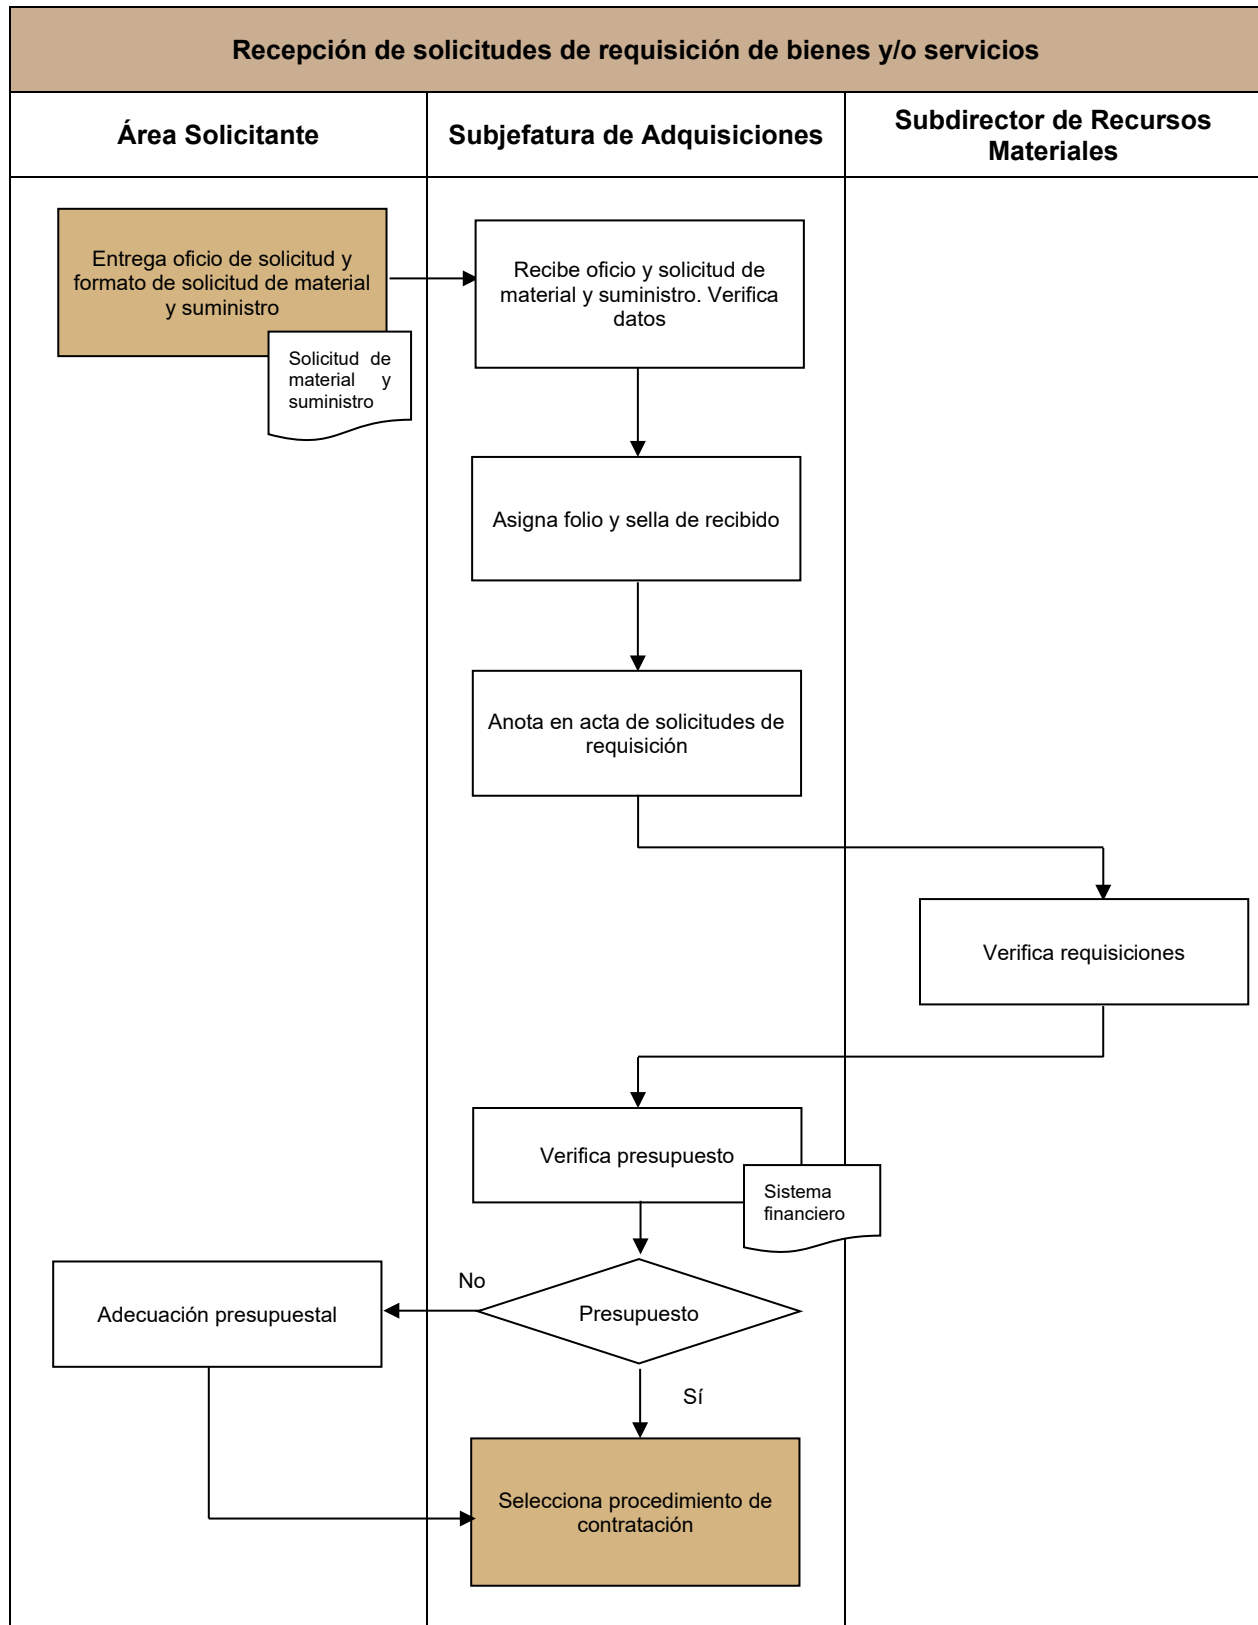 Recepción de solicitudes de requisición de bienes y/o servicios
Área Solicitante
Subjefatura de Adquisiciones
Subdirector de Recursos
Materiales
Entrega oficio de solicitud y
formato de solicitud de material
y suministro
Solicitud de
material y
suministro
Recibe oficio y solicitud de
material y suministro. Verifica
datos
Asigna folio y sella de recibido
Anota en acta de solicitudes de
requisición
Verifica requisiciones
Verifica presupuesto
Sistema
financiero
Presupuesto
No
Adecuación presupuestal
Sí
Selecciona procedimiento de
contratación